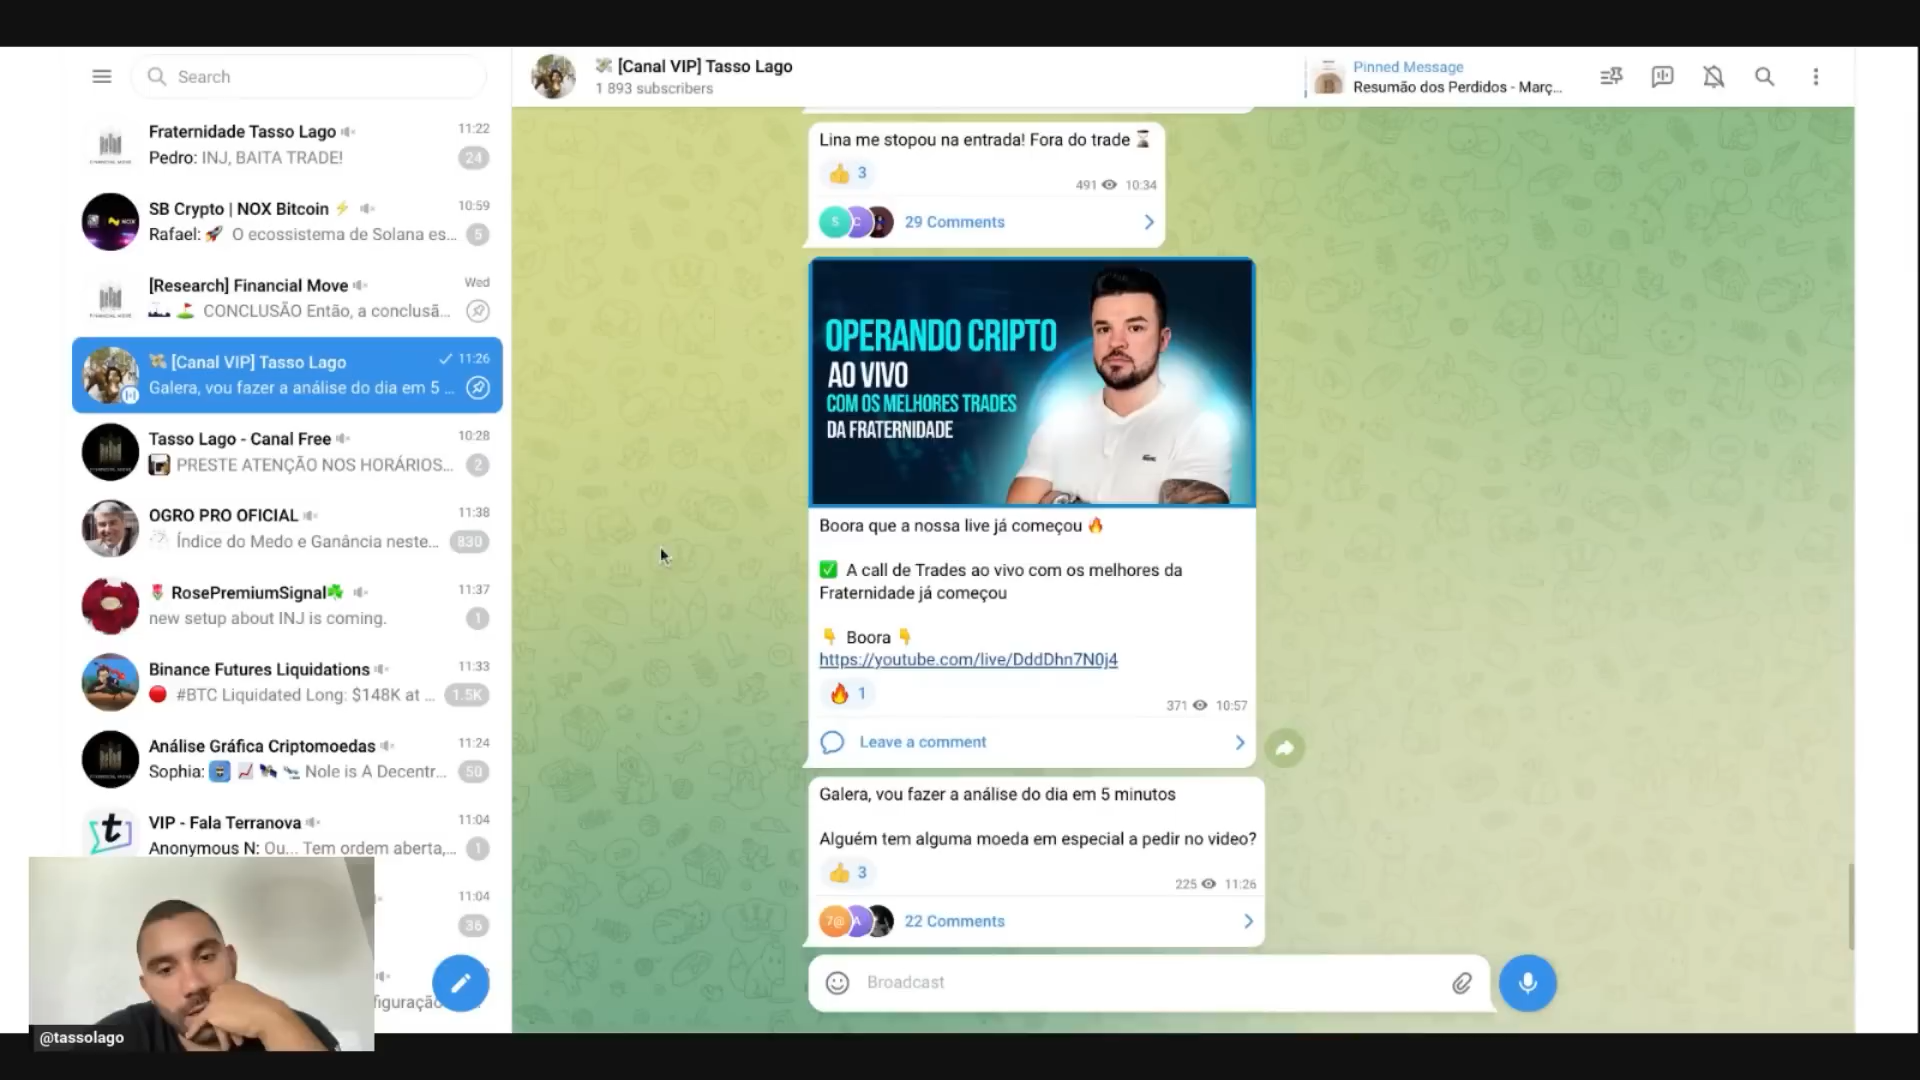 Search
Fraternidade Tasso Lago
11:22
Pedro: INJ, BAITA TRADE!
24
SB Crypto | NOX Bitcoin ⚡
10:59
Rafael: 🚀 O ecossistema de Solana es...
5
[Research] Financial Move
Wed
CONCLUSÃO Então, a conclusã...
💸 [Canal VIP] Tasso Lago
11:26
Galera, vou fazer a análise do dia em 5 ...
Tasso Lago - Canal Free
10:28
PRESTE ATENÇÃO NOS HORÁRIOS...
2
OGRO PRO OFICIAL
11:38
Índice do Medo e Ganância neste...
830
🌷 RosePremiumSignal☘️
11:37
new setup about INJ is coming.
1
Binance Futures Liquidations
11:33
🔴 #BTC Liquidated Long: $148K at ...
1.5K
Análise Gráfica Criptomoedas
11:24
Sophia: Nole is A Decentr...
50
VIP - Fala Terranova
11:04
Anonymous N: Ou... Tem ordem aberta,...
1
11:04
36
figuração
@tassolago
💸 [Canal VIP] Tasso Lago
1 893 subscribers
Pinned Message
Resumão dos Perdidos - Març...
Lina me stopou na entrada! Fora do trade ⏳
👍 3
491 10:34
S C
29 Comments
OPERANDO CRIPTO
AO VIVO
COM OS MELHORES TRADES
DA FRATERNIDADE
Boora que a nossa live já começou 🔥
✅ A call de Trades ao vivo com os melhores da
Fraternidade já começou
👇 Boora 👇
https://youtube.com/live/DddDhn7N0j4
🔥 1
371 10:57
Leave a comment
Galera, vou fazer a análise do dia em 5 minutos
Alguém tem alguma moeda em especial a pedir no video?
👍 3
225 11:26
7@ A
22 Comments
Broadcast